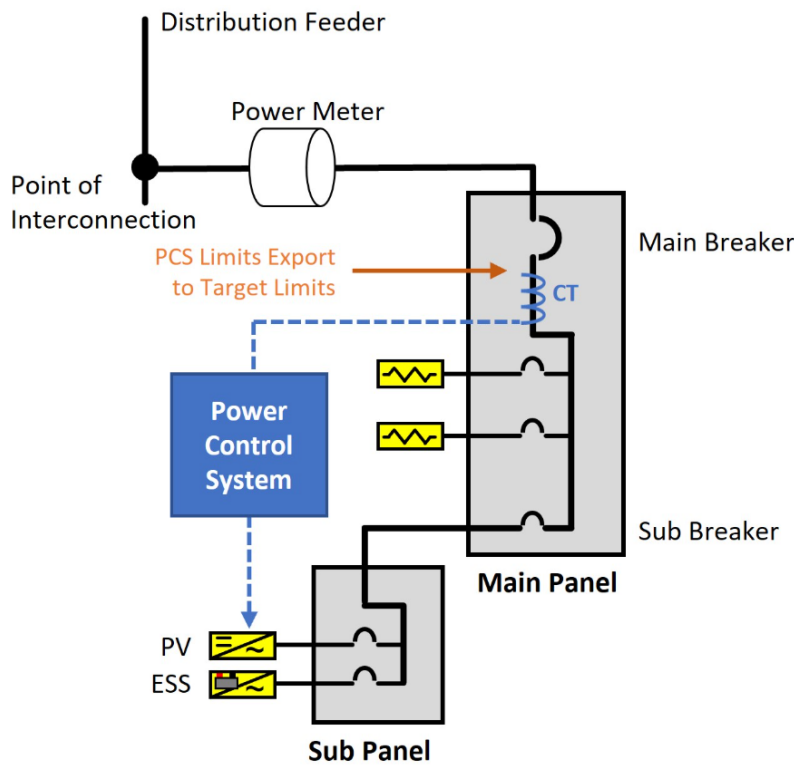 Distribution Feeder
Power Meter
Point of
Interconnection
Main Breaker
PCS Limits Export
to Target Limits
CT
Power
Control
System
Sub Breaker
Main Panel
PV
ESS
Sub Panel